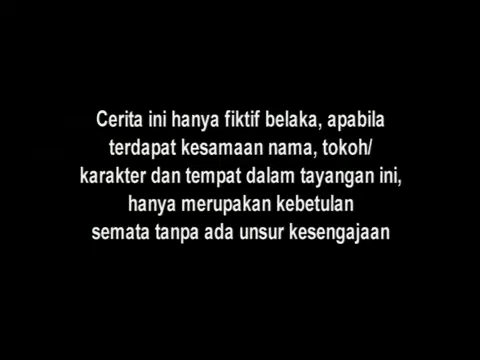 Cerita ini hanya fiktif belaka, apabila
terdapat kesamaan nama, tokoh/
karakter dan tempat dalam tayangan ini,
hanya merupakan kebetulan
semata tanpa ada unsur kesengajaan